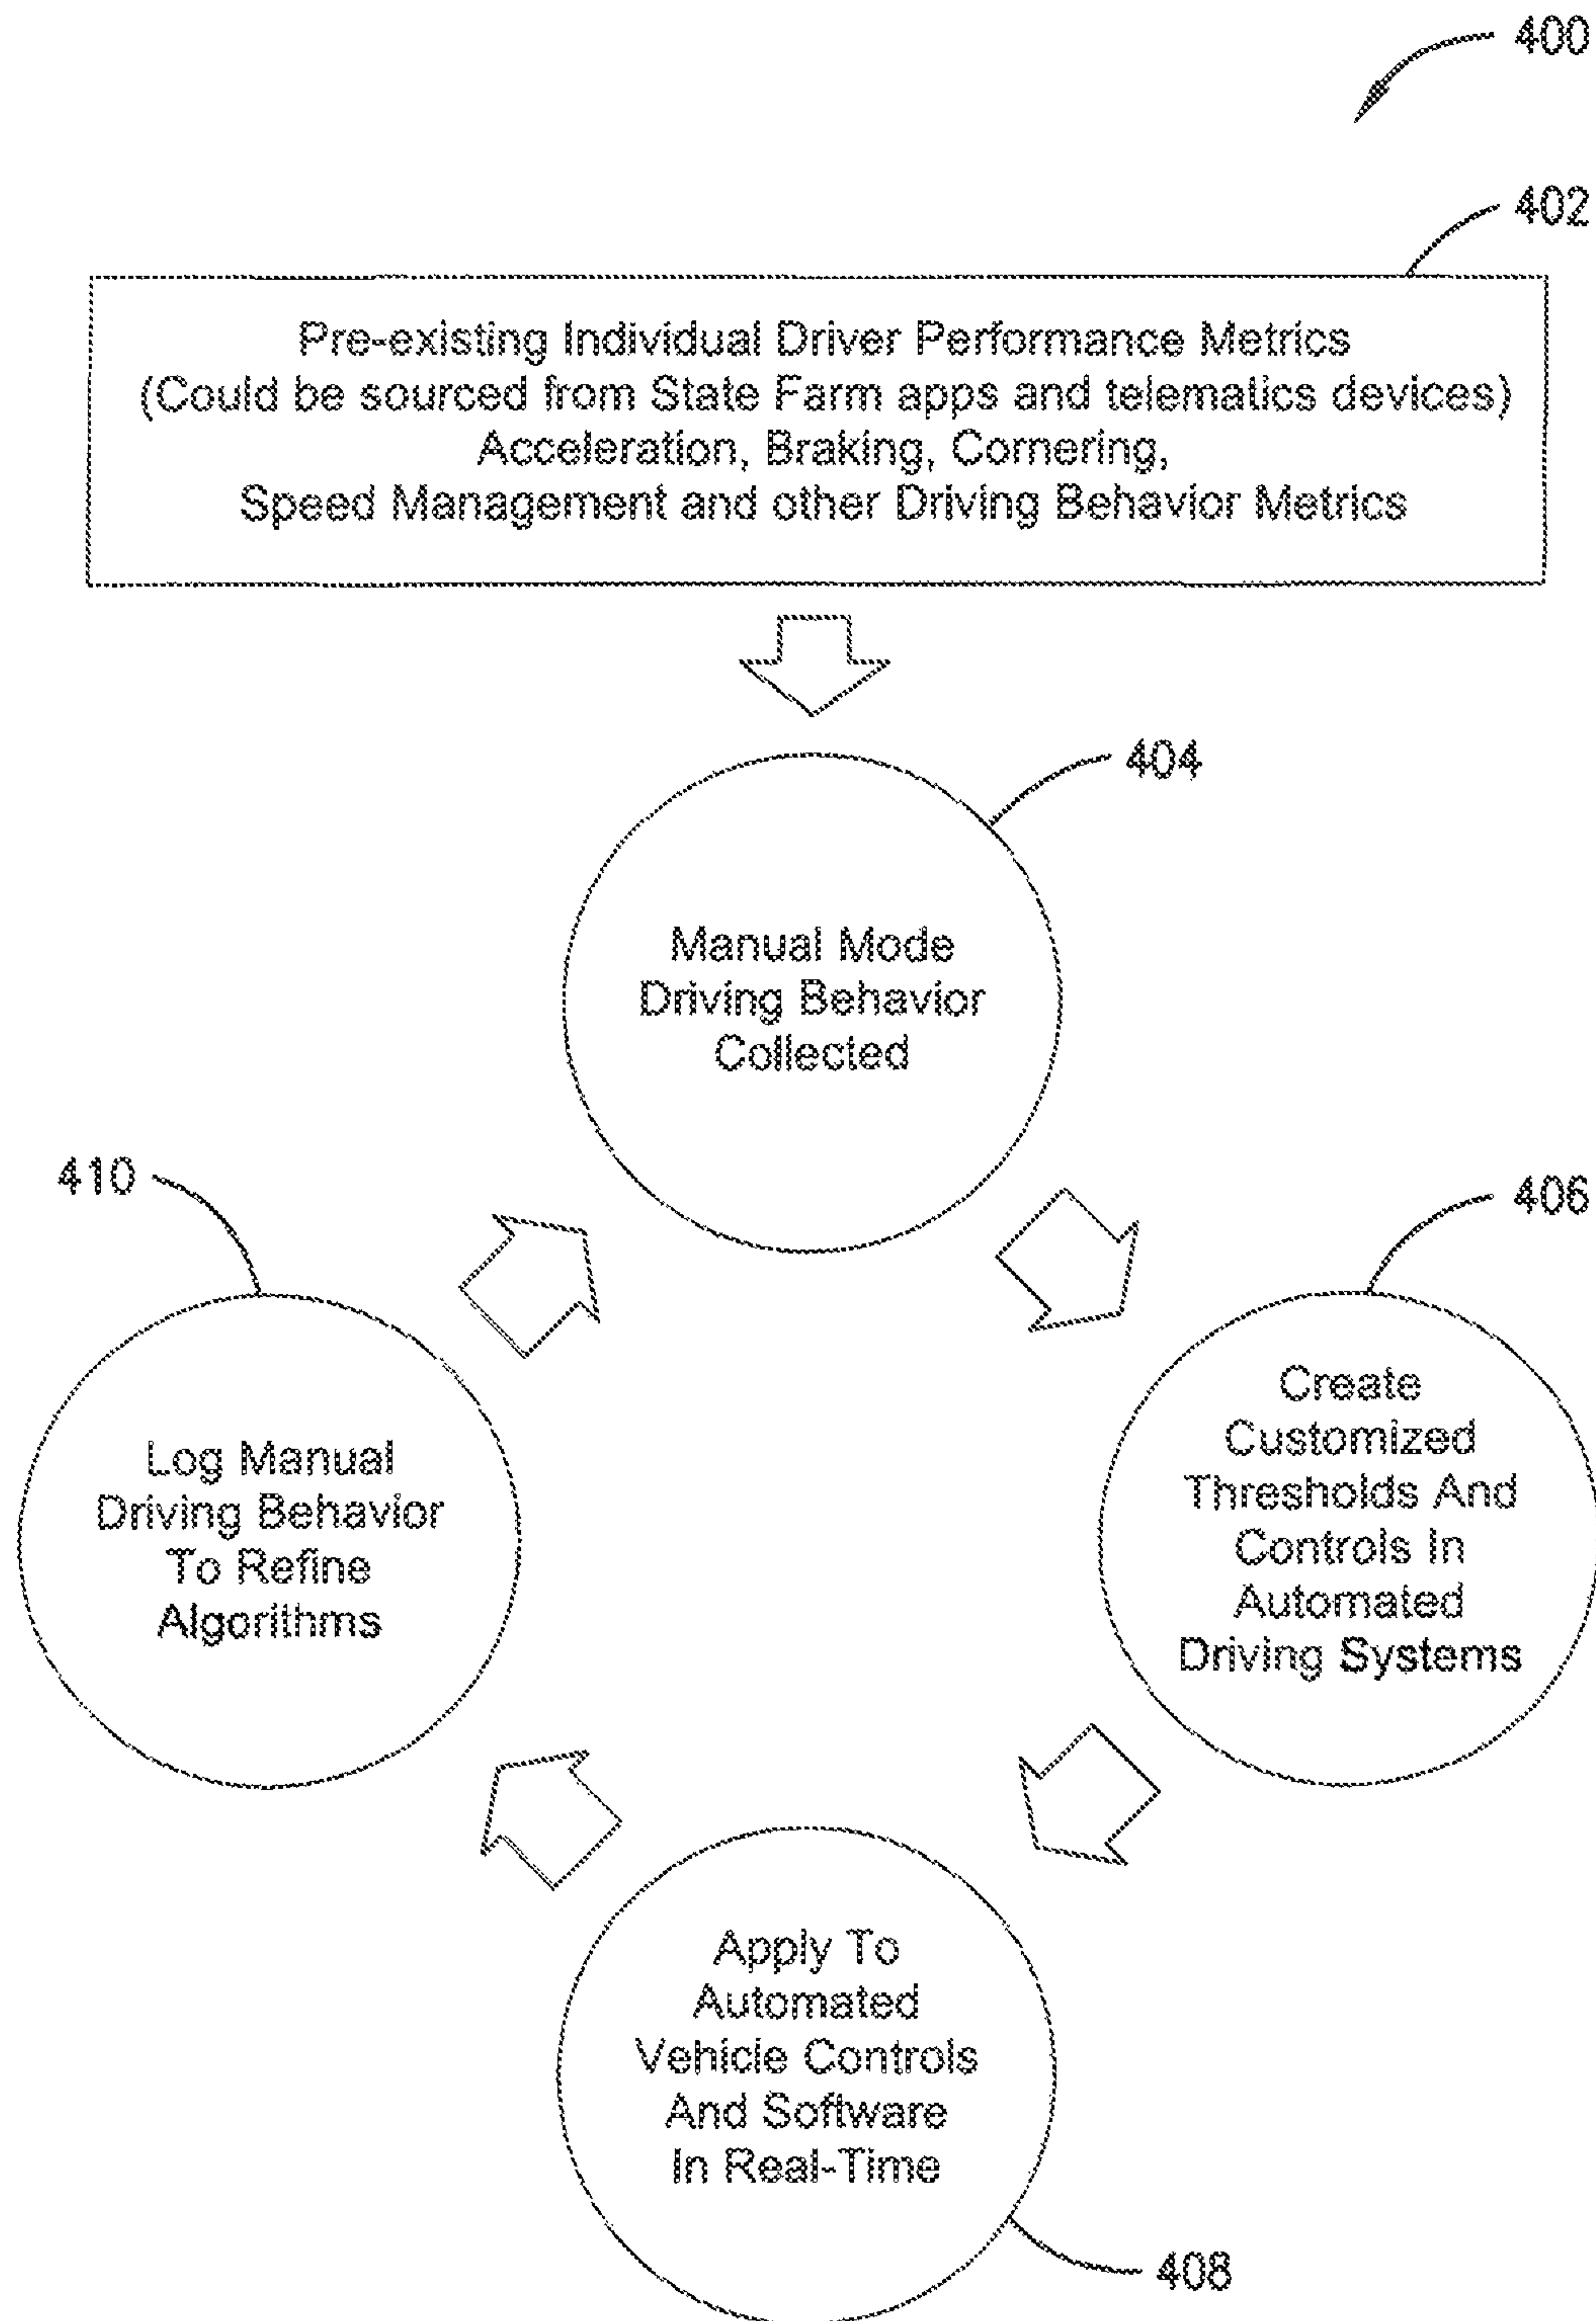 400
402
Pre-existing Individual Driver Performance Metrics
(Could be sourced from State Farm apps and telematics devices)
Acceleration, Braking, Cornering,
Speed Management and other Driving Behavior Metrics
404
Manual Mode
Driving Behavior
Collected
410
406
Log Manual
Driving Behavior
To Refine
Algorithms
Create
Customized
Thresholds And
Controls In
Automated
Driving Systems
Apply To
Automated
Vehicle Controls
And Software
In Real-Time
408